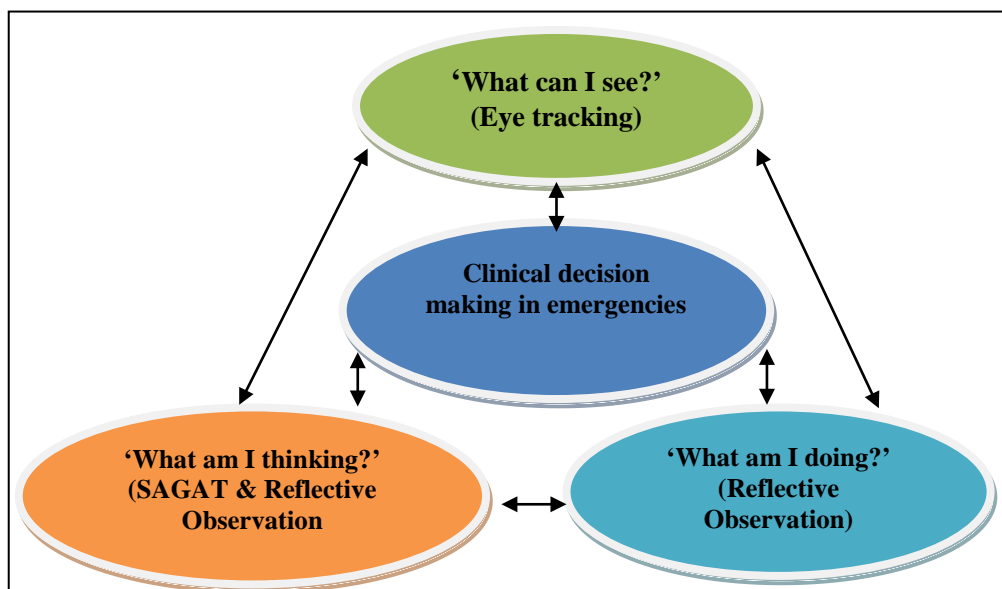 ‘What can I see?’
(Eye tracking)
Clinical decision
making in emergencies
‘What am I thinking?’
(SAGAT & Reflective
Observation
‘What am I doing?’
(Reflective
Observation)